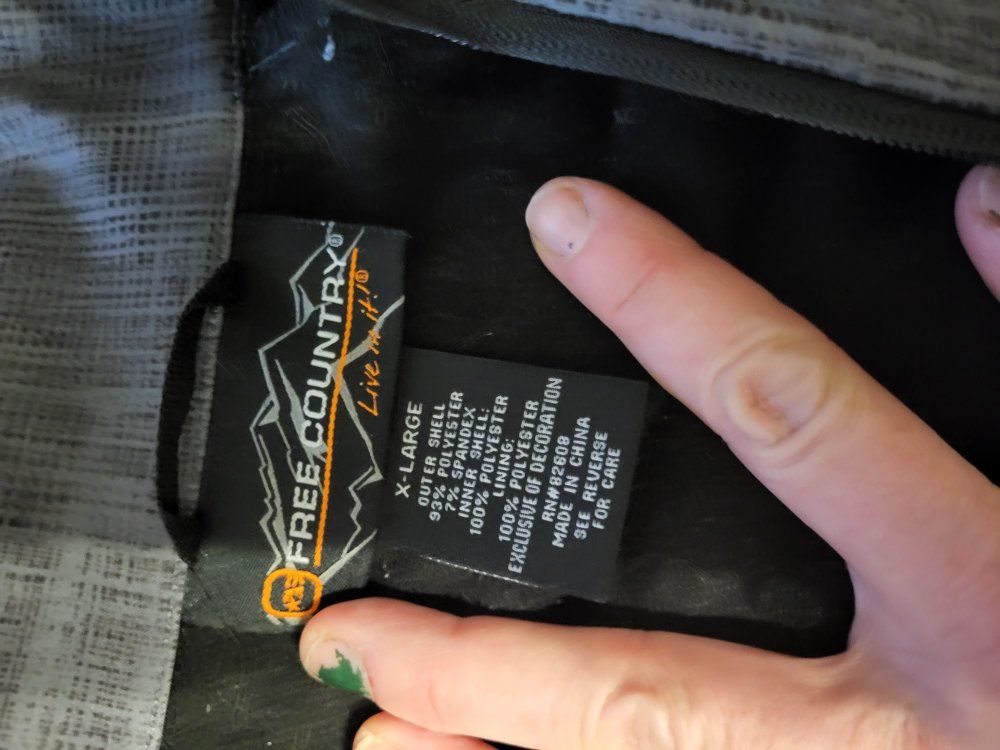 FREE COUNTRY®
Live in it!®
X-LARGE
OUTER SHELL
93% POLYESTER
7% SPANDEX
INNER SHELL:
100% POLYESTER
LINING:
100% POLYESTER
EXCLUSIVE OF DECORATION
RN#82608
MADE IN CHINA
SEE REVERSE
FOR CARE